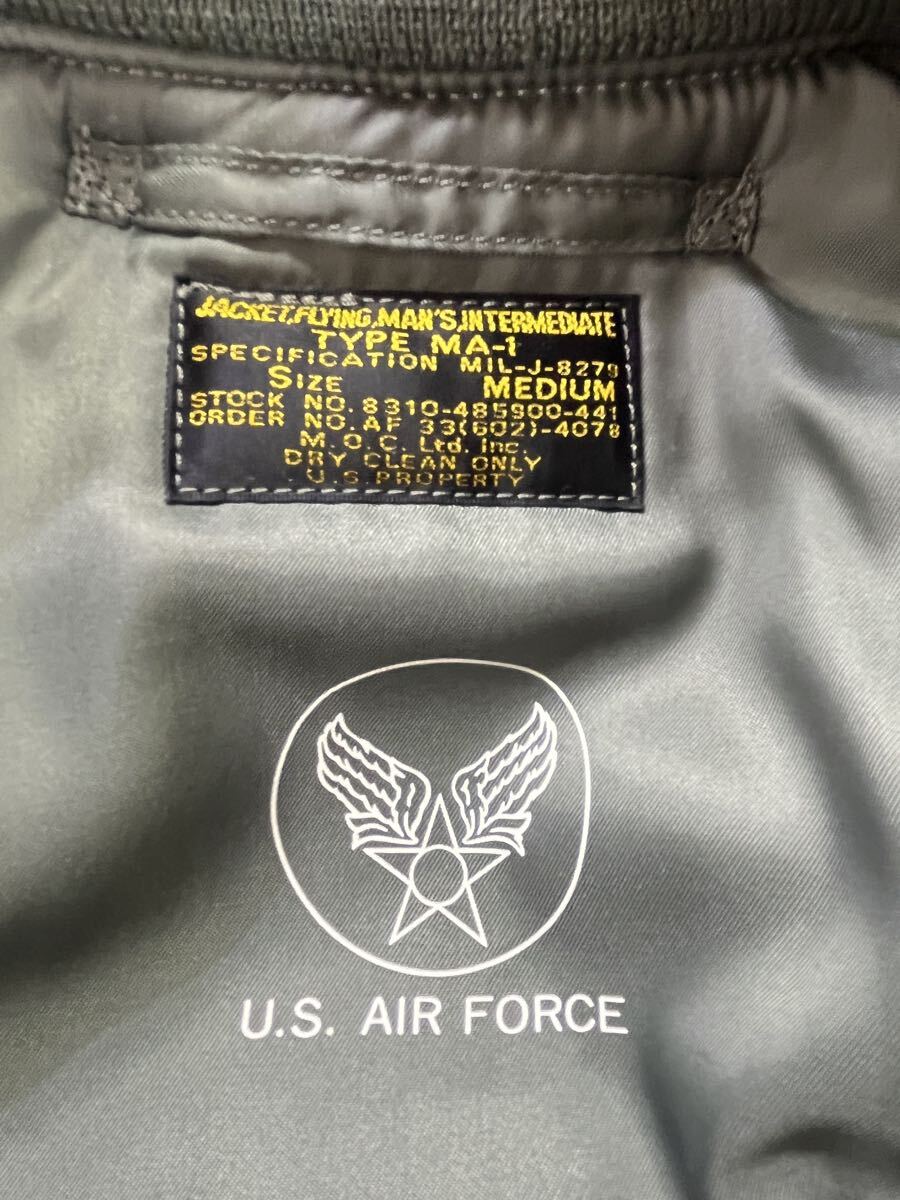 JACKET,FLYING,MAN'S,INTERMEDIATE
TYPE MA-1
SPECIFICATION MIL-J-8279
SIZE MEDIUM
STOCK NO. 8310-485900-441
ORDER NO. AF 33(602)-4078
M.O.C. Ltd. Inc.
DRY CLEAN ONLY
U.S. PROPERTY
U.S. AIR FORCE